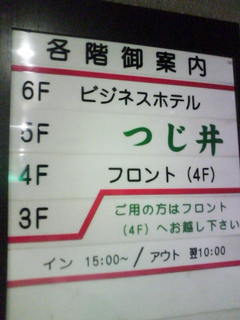 各階御案内
6F ビジネスホテル
5F つじ井
4F フロント (4F)
3F ご用の方はフロント
(4F)へお越し下さい
イン 15:00~/アウト 翌10:00